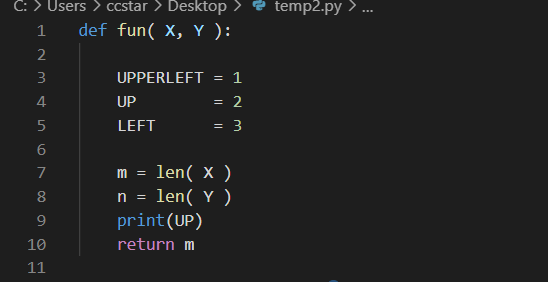 C: > Users > ccstar > Desktop > temp2.py > ...
1 def fun( X, Y ):
2
3     UPPERLEFT = 1
4     UP        = 2
5     LEFT      = 3
6
7     m = len( X )
8     n = len( Y )
9     print(UP)
10     return m
11